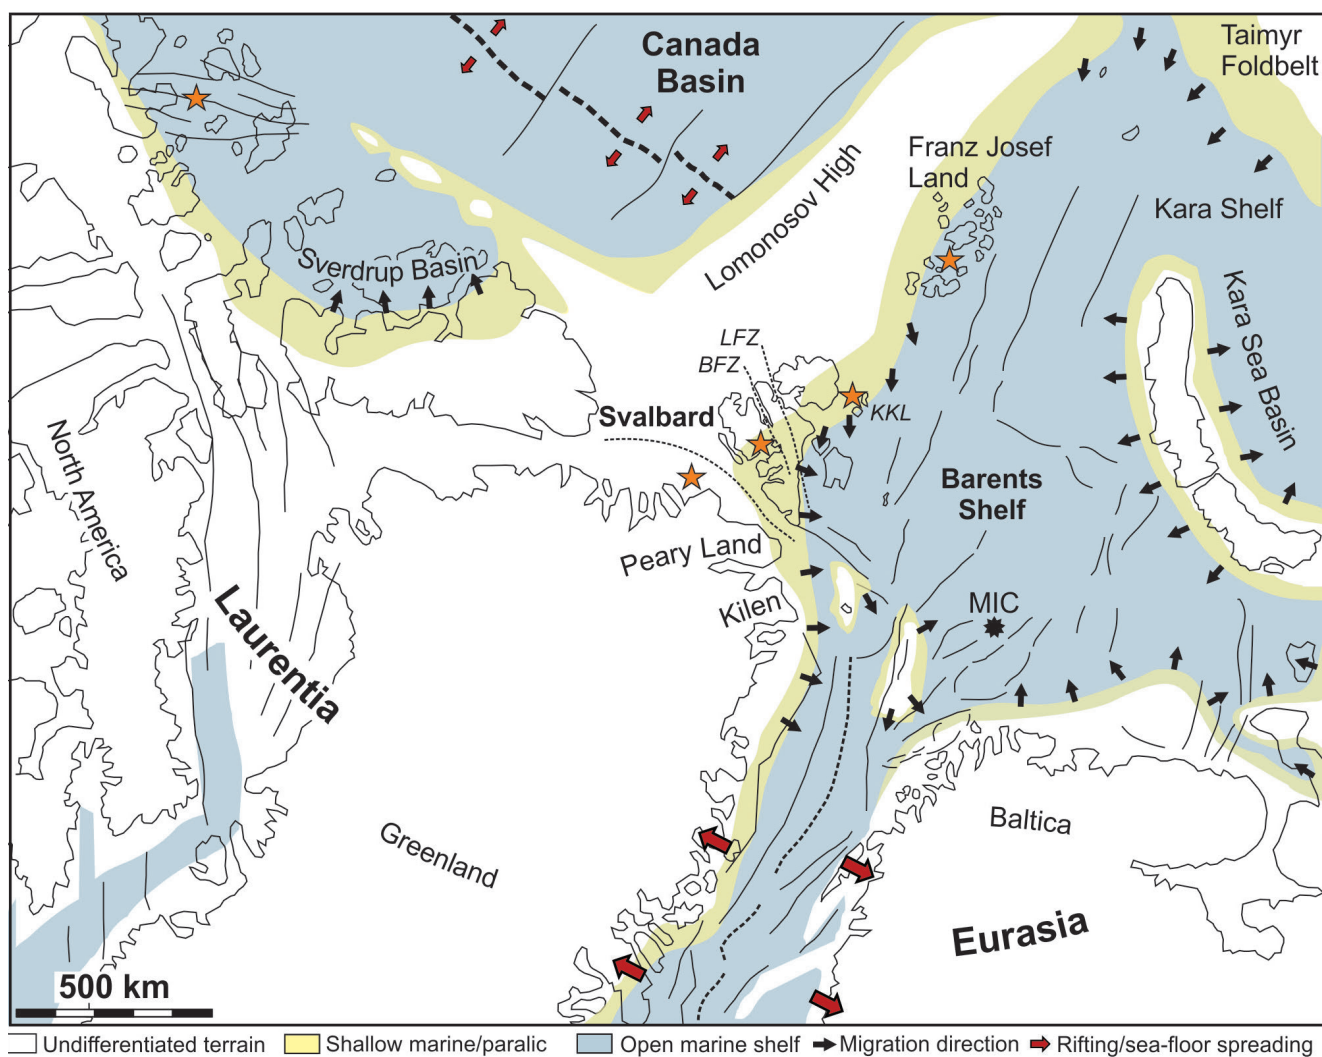 Canada
Basin
Taimyr
Foldbelt
Franz Josef
Land
Kara Shelf
Lomonosov High
Sverdrup Basin
Kara Sea Basin
LFZ
BFZ
Svalbard
KKL
North America
Barents
Shelf
Peary Land
Kilen
MIC
Laurentia
Greenland
Baltica
Eurasia
500 km
Undifferentiated terrain
Shallow marine/paralic
Open marine shelf
Migration direction
Rifting/sea-floor spreading